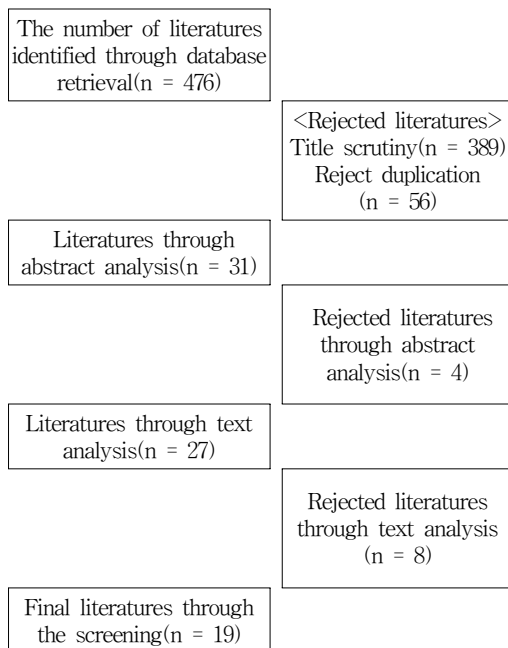 The number of literatures
identified through database
retrieval(n = 476)
<Rejected literatures>
Title scrutiny(n = 389)
Reject duplication
(n = 56)
Literatures through
abstract analysis(n = 31)
Rejected literatures
through abstract
analysis(n = 4)
Literatures through text
analysis(n = 27)
Rejected literatures
through text analysis
(n = 8)
Final literatures through
the screening(n = 19)